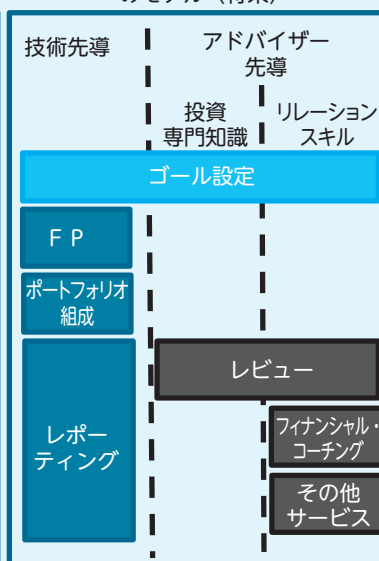 技術先導
アドバイザー
先導
投資
専門知識
リレーション
スキル
ゴール設定
ＦＰ
ポートフォリオ
組成
レポー
ティング
レビュー
フィナンシャル・
コーチング
その他
サービス